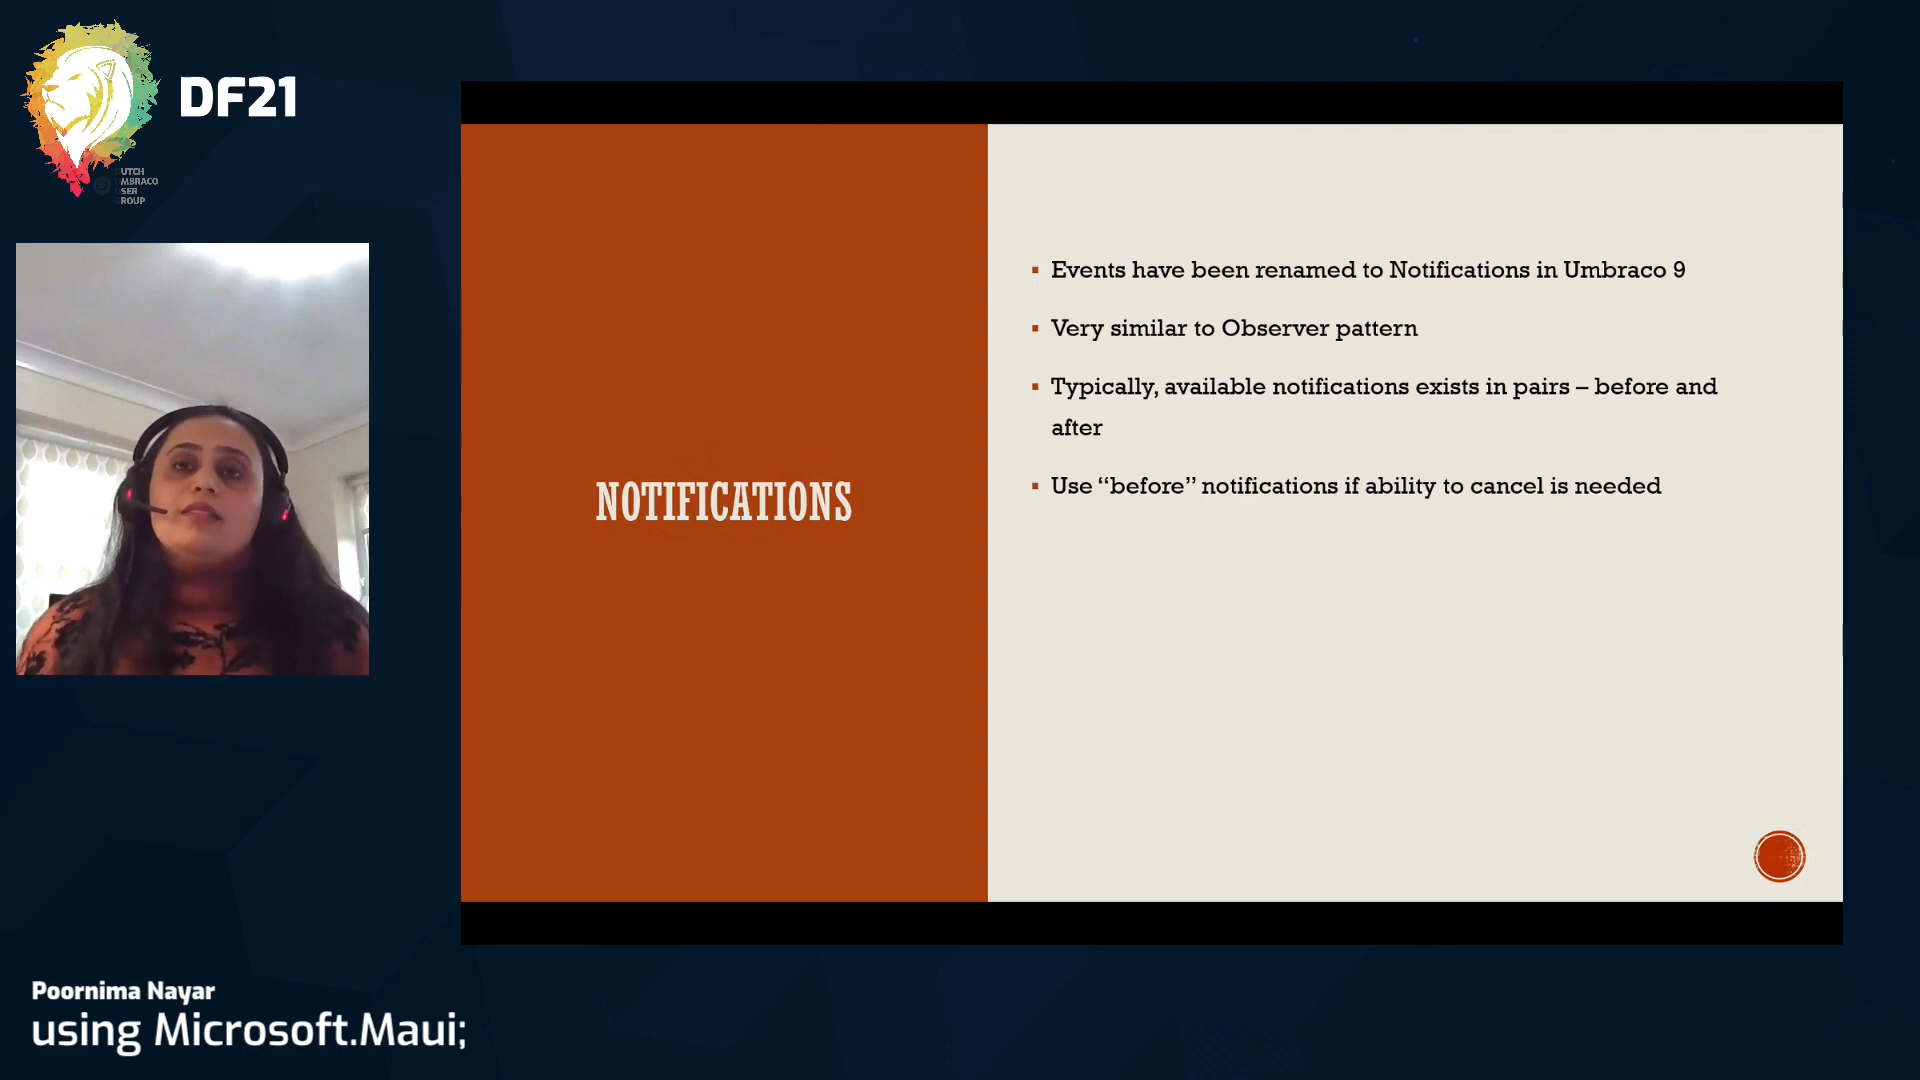 DF21
UTCH
MBRACO
SER
ROUP
NOTIFICATIONS
Events have been renamed to Notifications in Umbraco 9
Very similar to Observer pattern
Typically, available notifications exists in pairs – before and
after
Use “before” notifications if ability to cancel is needed
Poornima Nayar
using Microsoft.Maui;